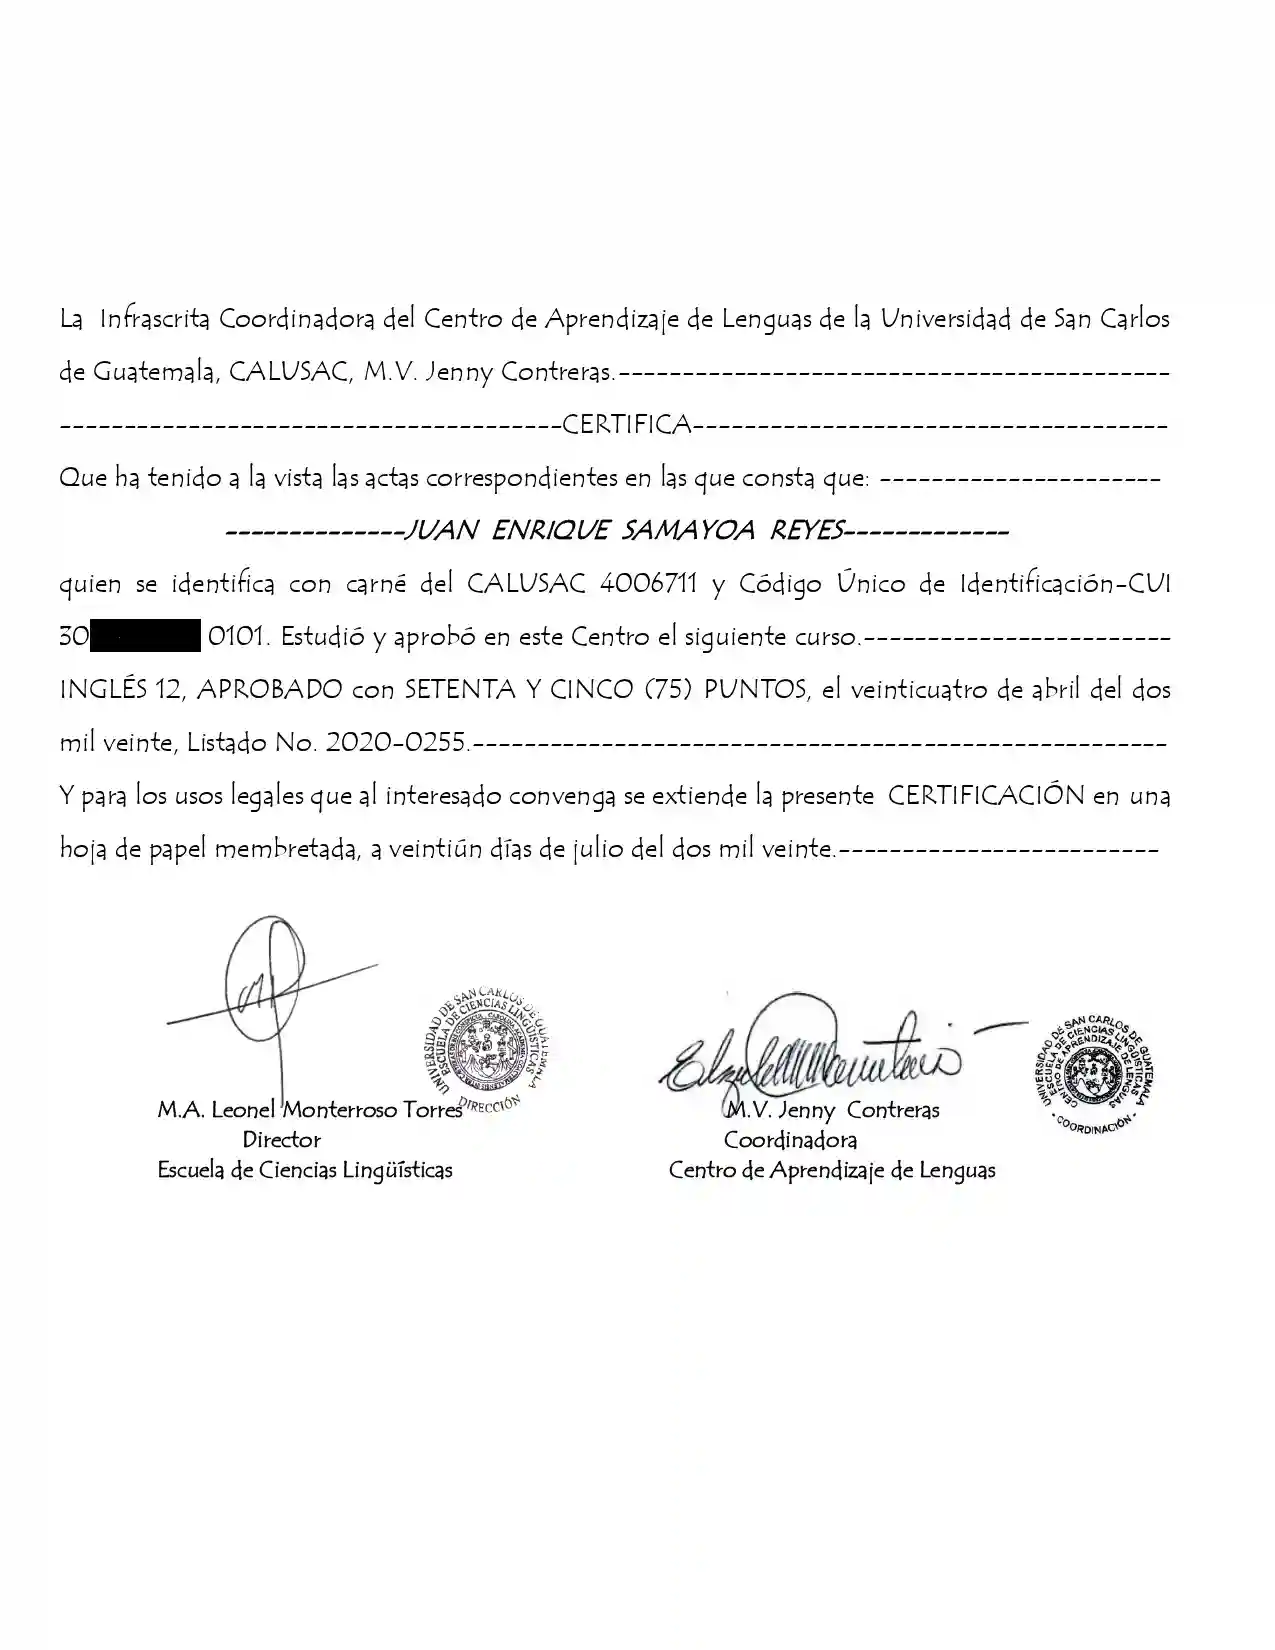 La Infrascrita Coordinadora del Centro de Aprendizaje de Lenguas de la Universidad de San Carlos
de Guatemala, CALUSAC, M.V. Jenny Contreras.-------------------------------------------
---------------------------------------CERTIFICA-------------------------------------
Que ha tenido a la vista las actas correspondientes en las que consta que: ----------------------
--------------JUAN ENRIQUE SAMAYOA REYES-------------
quien se identifica con carné del CALUSAC 4006711 y Código Único de Identificación-CUI
30 0101. Estudió y aprobó en este Centro el siguiente curso.------------------------
INGLÉS 12, APROBADO con SETENTA Y CINCO (75) PUNTOS, el veinticuatro de abril del dos
mil veinte, Listado No. 2020-0255.------------------------------------------------------
Y para los usos legales que al interesado convenga se extiende la presente CERTIFICACIÓN en una
hoja de papel membretada, a veintiún días de julio del dos mil veinte.-------------------------
UNIVERSIDAD DE SAN CARLOS DE GUATEMALA
ESCUELA DE CIENCIAS LINGÜÍSTICAS
DIRECCIÓN
UNIVERSIDAD DE SAN CARLOS DE GUATEMALA
ESCUELA DE CIENCIAS LINGÜÍSTICAS
CENTRO DE APRENDIZAJE DE LENGUAS
COORDINACIÓN
M.A. Leonel Monterroso Torres M.V. Jenny Contreras
Director Coordinadora
Escuela de Ciencias Lingüísticas Centro de Aprendizaje de Lenguas